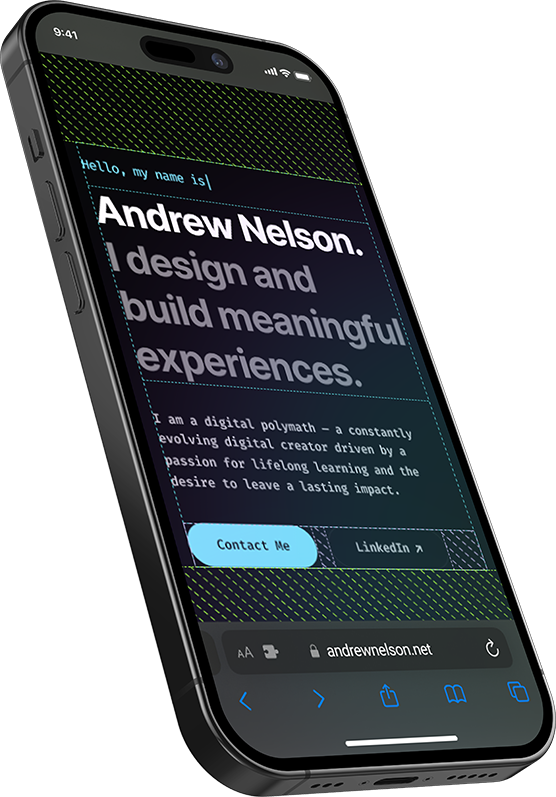 9:41
Hello, my name is
Andrew Nelson.
I design and
build meaningful
experiences.
I am a digital polymath – a constantly
evolving digital creator driven by a
passion for lifelong learning and the
desire to leave a lasting impact.
Contact Me
LinkedIn ↗
AA
andrewnelson.net